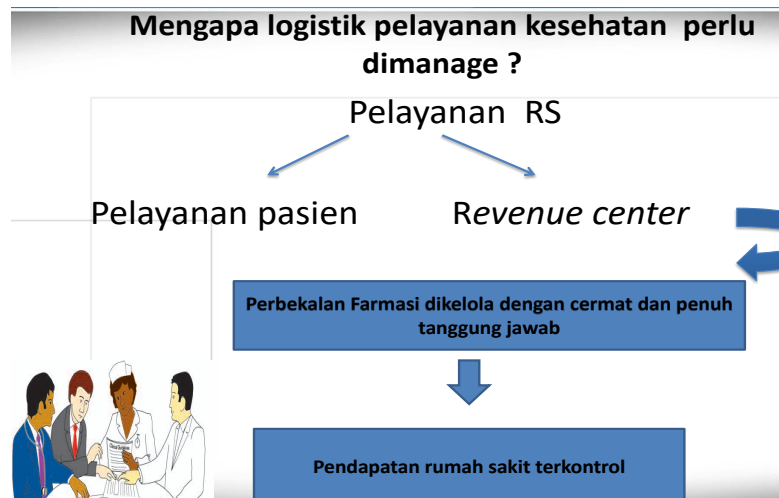 Mengapa logistik pelayanan kesehatan perlu
dimanage ?
Pelayanan RS
Pelayanan pasien
Revenue center
Perbekalan Farmasi dikelola dengan cermat dan penuh
tanggung jawab
Pendapatan rumah sakit terkontrol